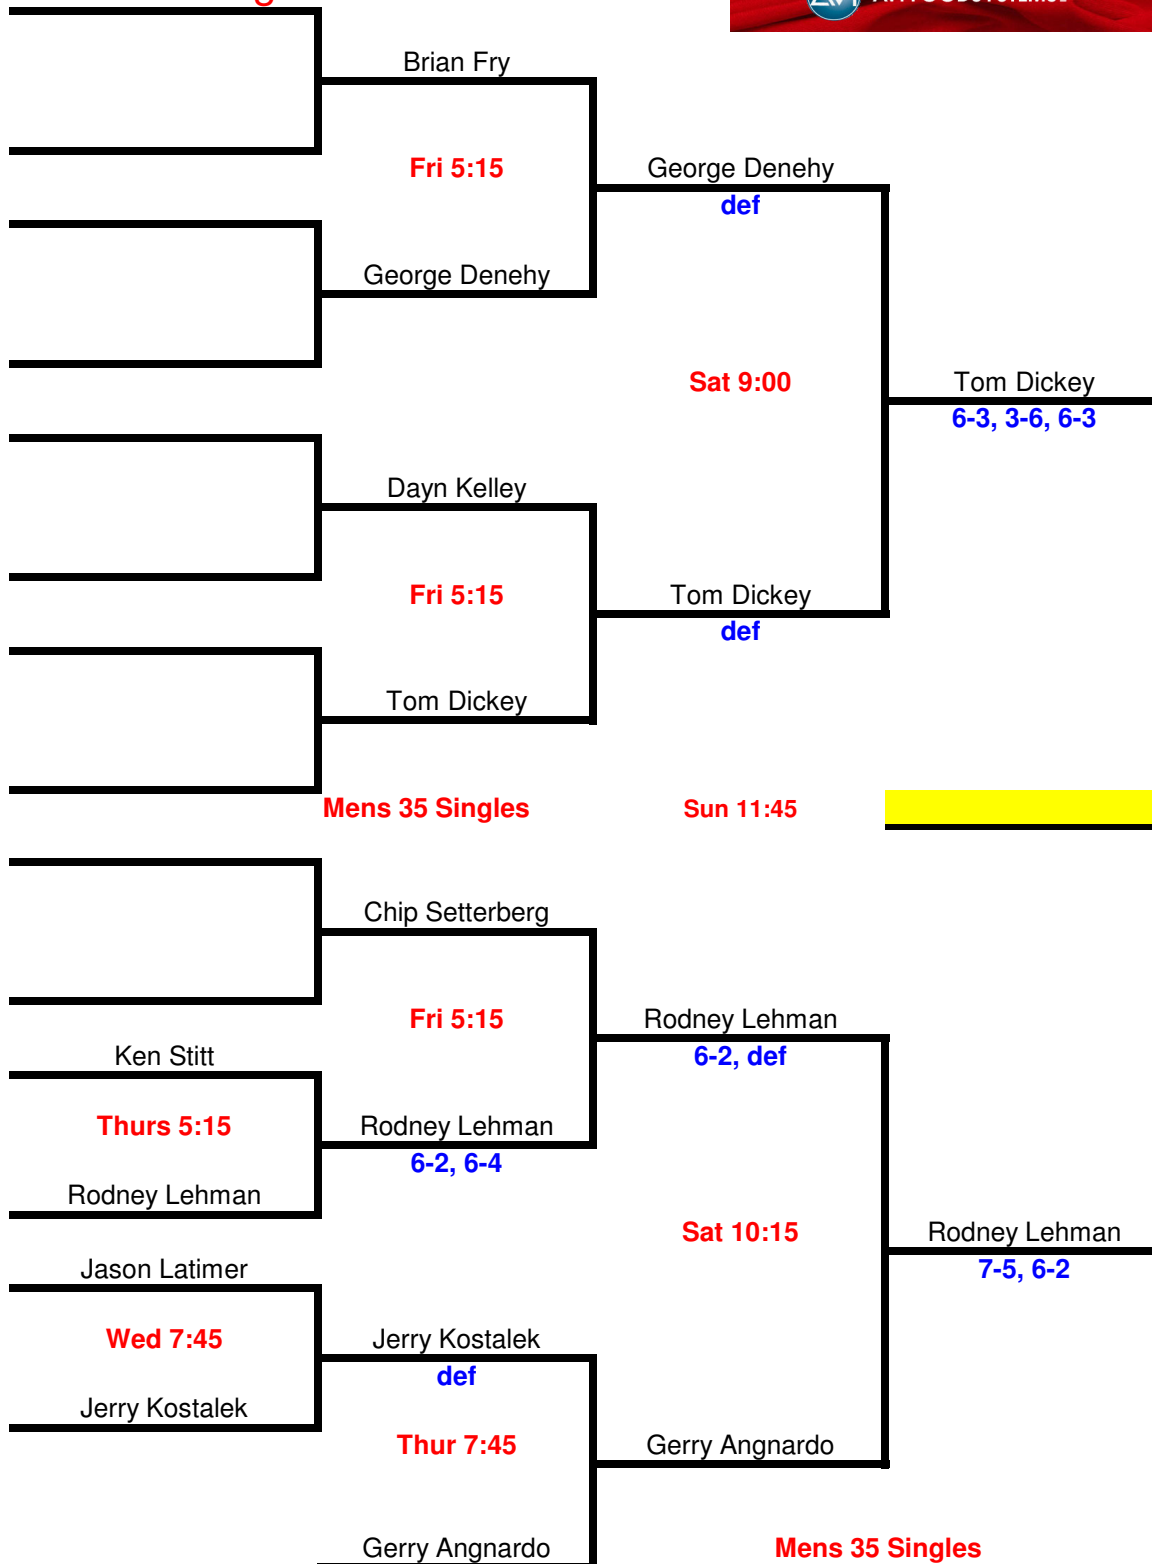 Brian Fry
Fri 5:15
George Denehy
def
George Denehy
Sat 9:00
Tom Dickey
6-3, 3-6, 6-3
Dayn Kelley
Fri 5:15
Tom Dickey
def
Tom Dickey
Mens 35 Singles
Sun 11:45
Chip Setterberg
Fri 5:15
Rodney Lehman
6-2, def
Ken Stitt
Thurs 5:15
Rodney Lehman
6-2, 6-4
Rodney Lehman
Sat 10:15
Rodney Lehman
7-5, 6-2
Jason Latimer
Wed 7:45
Jerry Kostalek
def
Jerry Kostalek
Thur 7:45
Gerry Angnardo
Gerry Angnardo
Mens 35 Singles